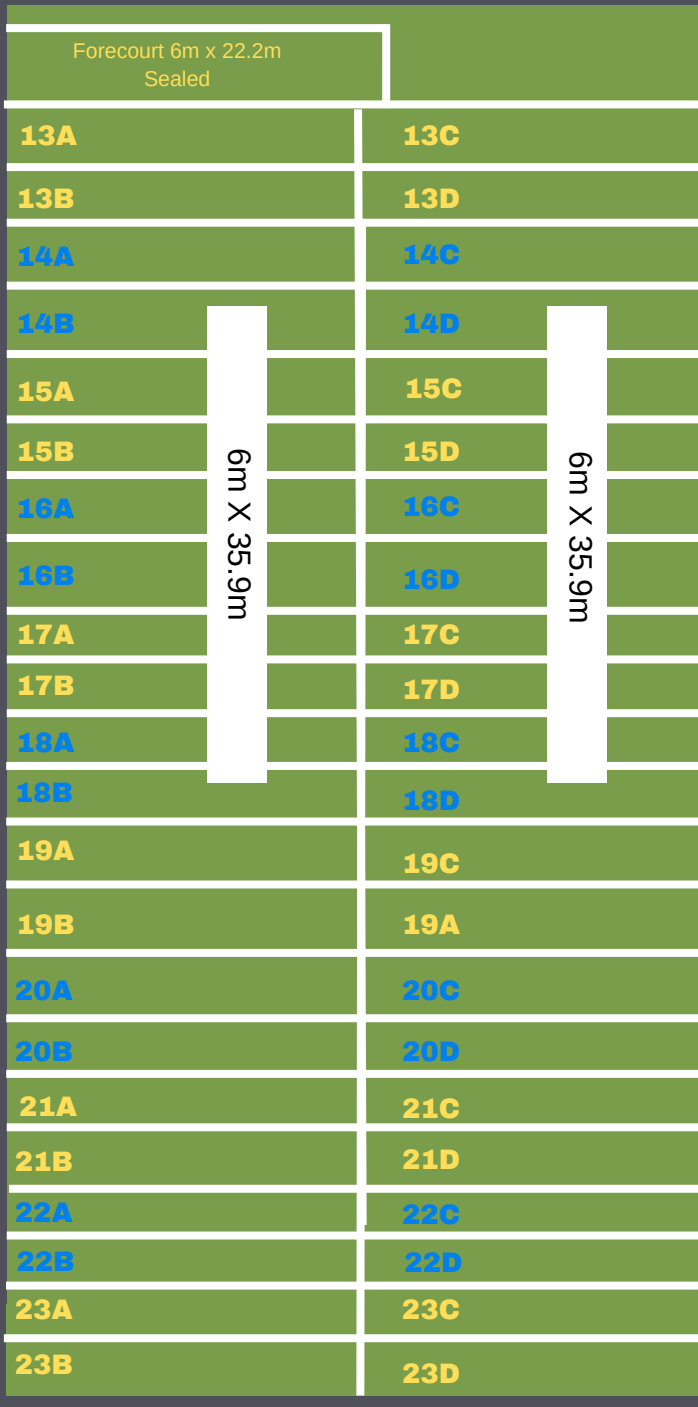 Forecourt 6m x 22.2m
Sealed
13A
13C
13B
13D
14A
14C
14B
14D
15A
15C
15B
15D
16A
16C
16B
16D
17A
17C
17B
17D
18A
18C
18B
18D
19A
19C
19B
19A
20A
20C
20B
20D
21A
21C
21B
21D
22A
22C
22B
22D
23A
23C
23B
23D
6m X 35.9m
6m X 35.9m